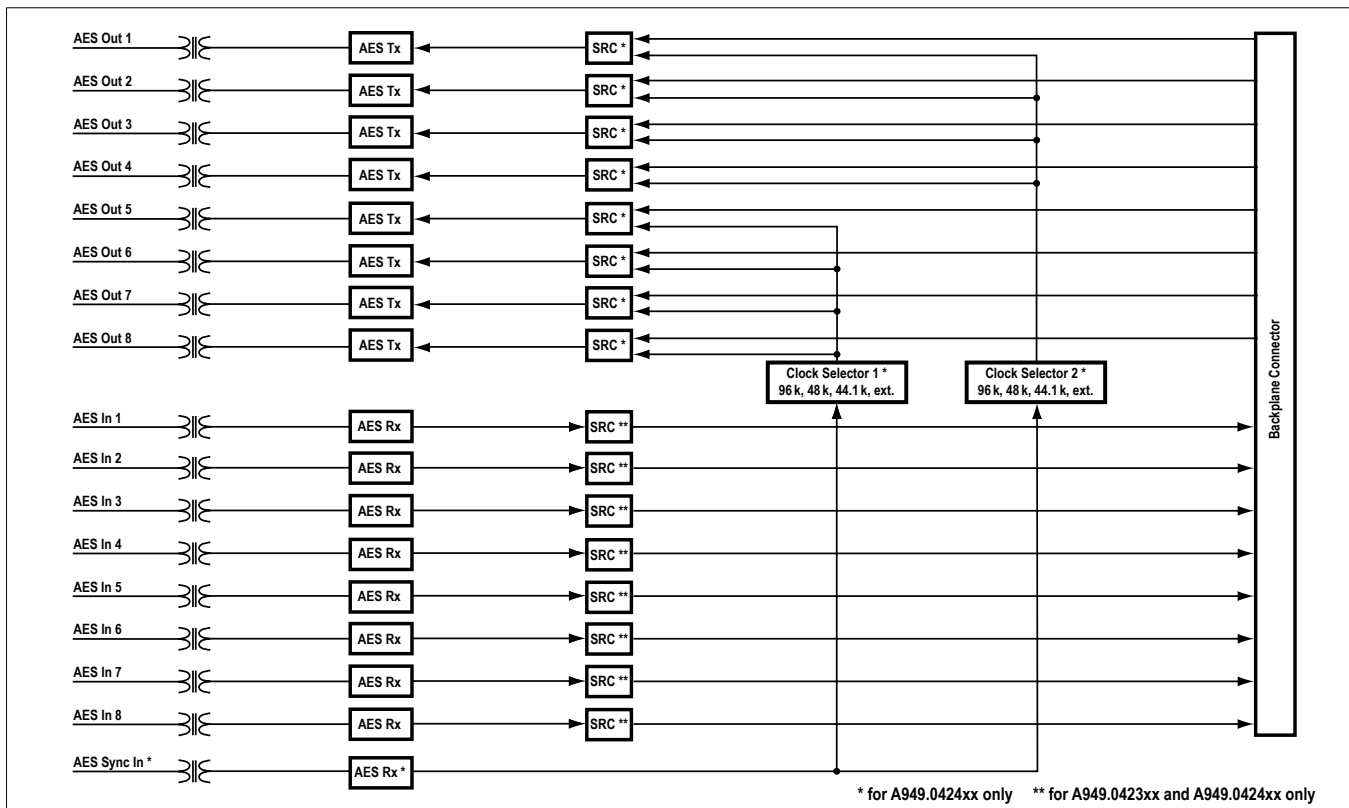 AES Out 1 AES Tx SRC *
AES Out 2 AES Tx SRC *
AES Out 3 AES Tx SRC *
AES Out 4 AES Tx SRC *
AES Out 5 AES Tx SRC *
AES Out 6 AES Tx SRC *
AES Out 7 AES Tx SRC *
AES Out 8 AES Tx SRC *
Clock Selector 1 *
96 k, 48 k, 44.1 k, ext.
Clock Selector 2 *
96 k, 48 k, 44.1 k, ext.
Backplane Connector
AES In 1 AES Rx SRC **
AES In 2 AES Rx SRC **
AES In 3 AES Rx SRC **
AES In 4 AES Rx SRC **
AES In 5 AES Rx SRC **
AES In 6 AES Rx SRC **
AES In 7 AES Rx SRC **
AES In 8 AES Rx SRC **
AES Sync In * AES Rx *
* for A949.0424xx only ** for A949.0423xx and A949.0424xx only